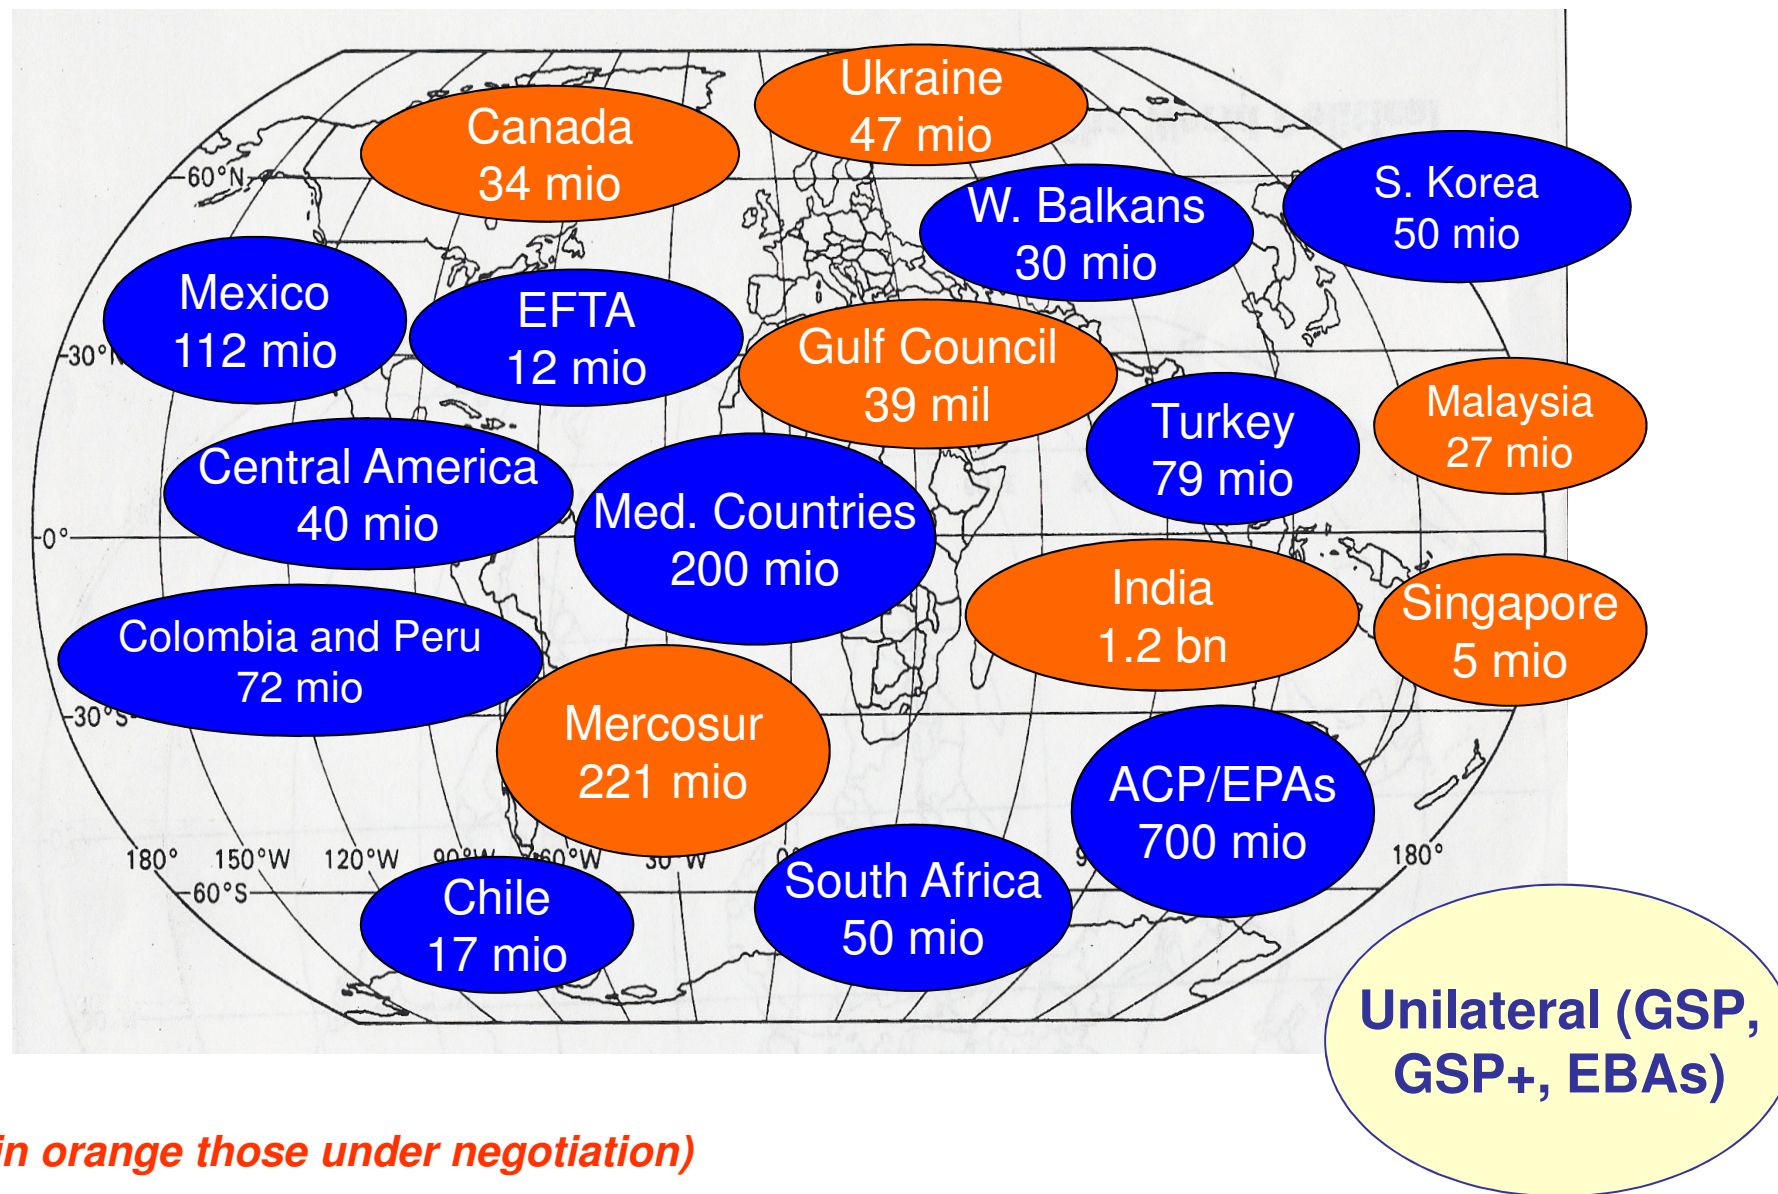 Ukraine
47 mio
Canada
34 mio
60°N
W. Balkans
30 mio
S. Korea
50 mio
Mexico
112 mio
EFTA
12 mio
Gulf Council
39 mil
30°N
Turkey
79 mio
Malaysia
27 mio
Central America
40 mio
Med. Countries
200 mio
0°
India
1.2 bn
Singapore
5 mio
Colombia and Peru
72 mio
30°S
Mercosur
221 mio
ACP/EPAs
700 mio
180° 150°W 120°W 90°W 60°W 30°W 0° 180°
60°S
Chile
17 mio
South Africa
50 mio
Unilateral (GSP,
GSP+, EBAs)
in orange those under negotiation)